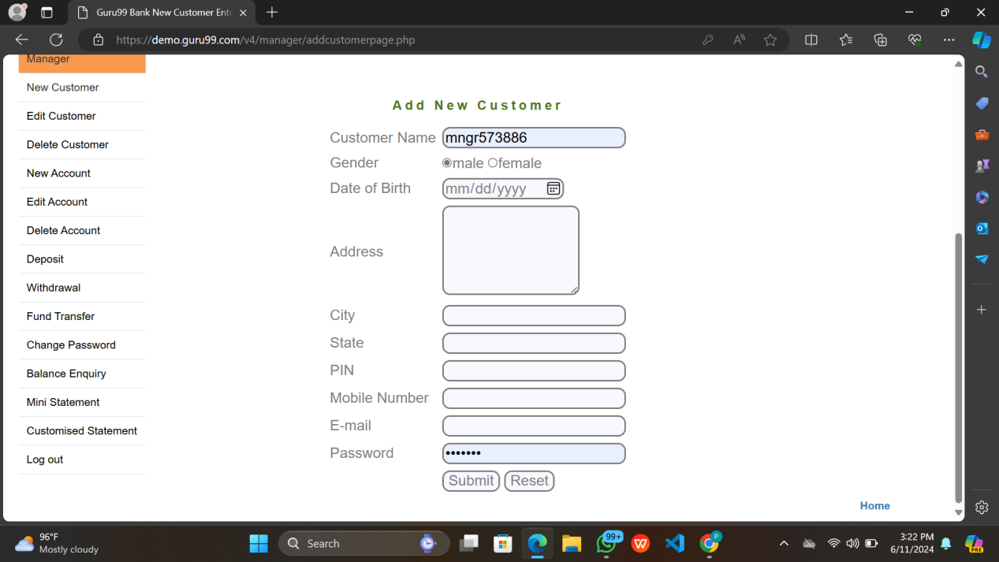 Guru99 Bank New Customer Entr
https://demo.guru99.com/v4/manager/addcustomerpage.php
Manager
New Customer
Edit Customer
Delete Customer
New Account
Edit Account
Delete Account
Deposit
Withdrawal
Fund Transfer
Change Password
Balance Enquiry
Mini Statement
Customised Statement
Log out
Add New Customer
Customer Name mngr573886
Gender male female
Date of Birth mm/dd/yyyy
Address
City
State
PIN
Mobile Number
E-mail
Password •••••••
Submit Reset
Home
96°F
Mostly cloudy
Search
99+
P
W
PRE
3:22 PM
6/11/2024